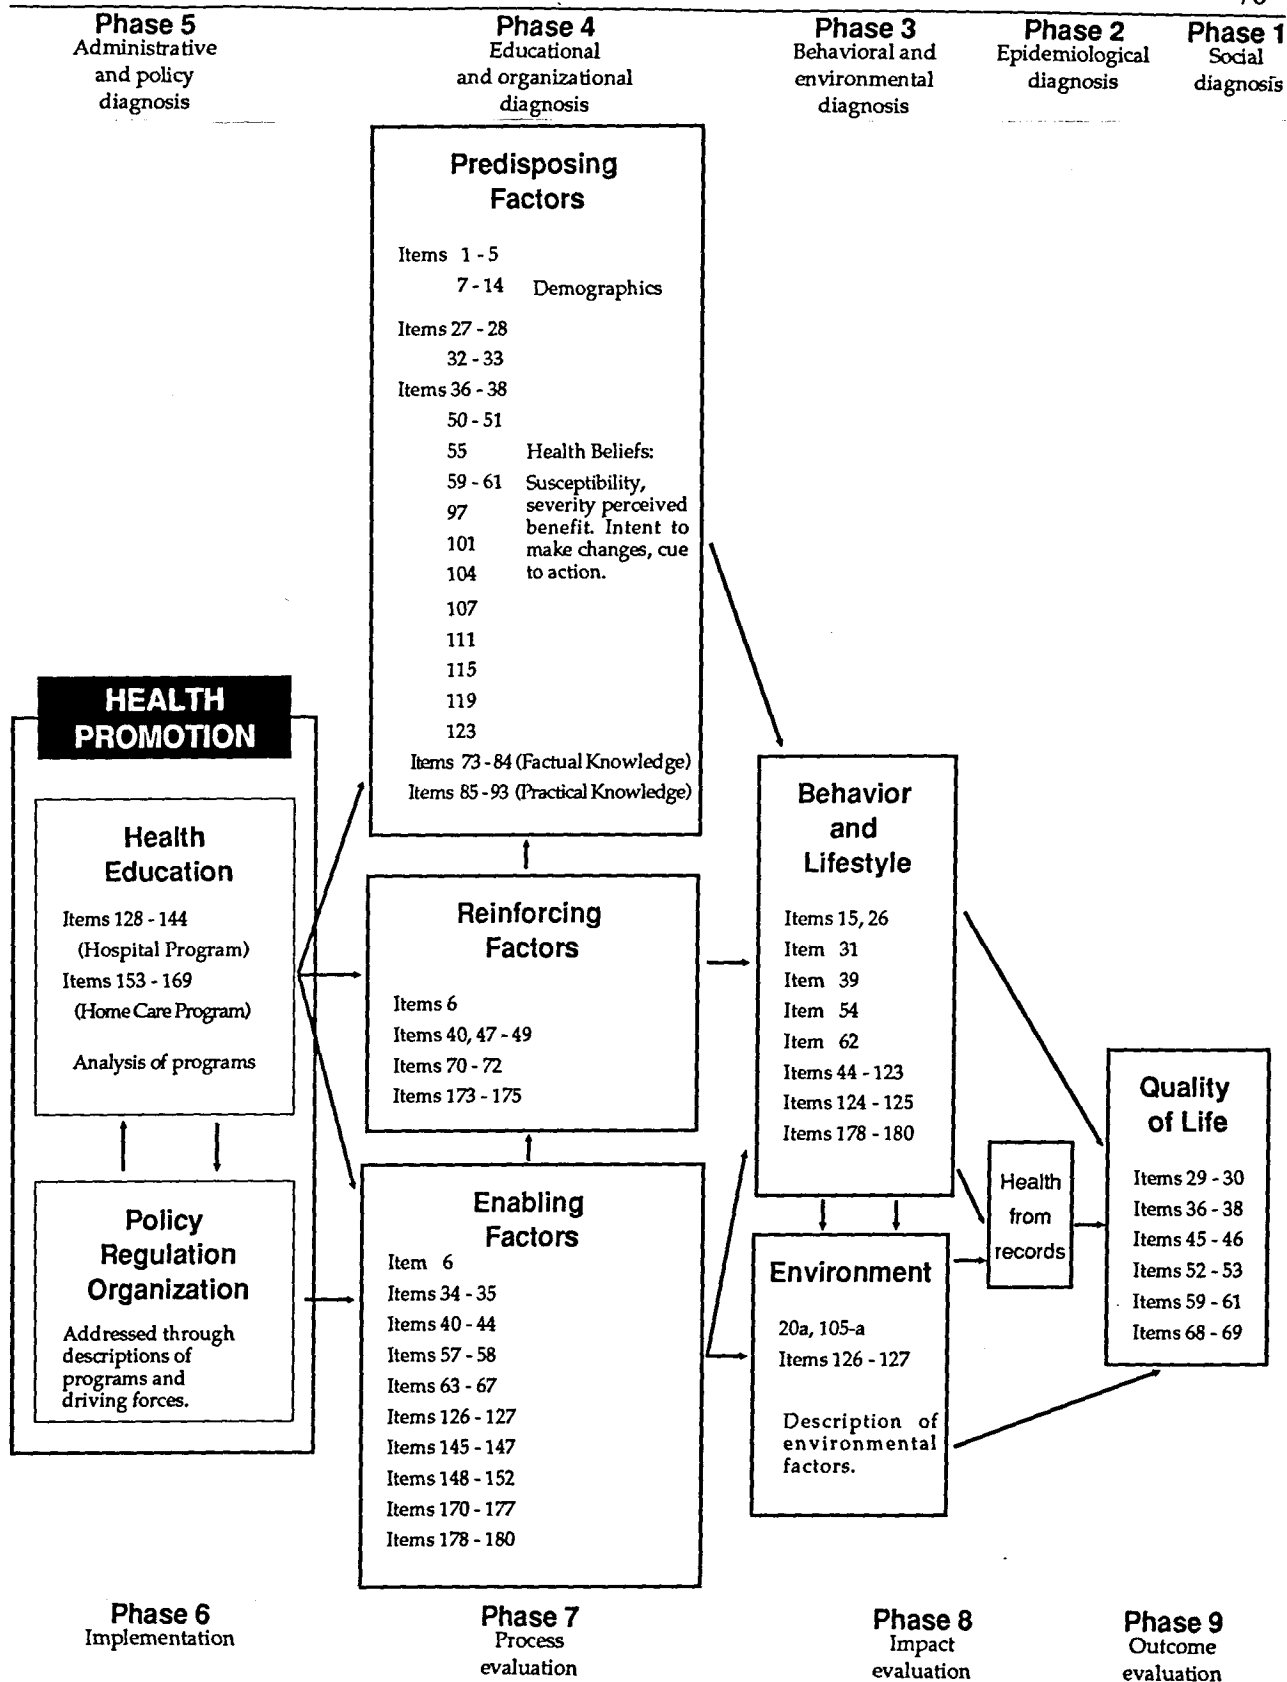 Phase 5
Administrative
and policy
diagnosis
Phase 4
Educational
and organizational
diagnosis
Phase 3
Behavioral and
environmental
diagnosis
Phase 2
Epidemiological
diagnosis
Phase 1
Social
diagnosis
Predisposing
Factors
Items 1 - 5
7 - 14 Demographics
Items 27 - 28
32 - 33
Items 36 - 38
50 - 51
55 Health Beliefs:
59 - 61 Susceptibility,
severity perceived
97
benefit. Intent to
101 make changes, cue
104 to action.
107
111
115
119
123
Items 73 - 84 (Factual Knowledge)
Items 85 - 93 (Practical Knowledge)
HEALTH
PROMOTION
Health
Education
Items 128 - 144
(Hospital Program)
Items 153 - 169
(Home Care Program)
Analysis of programs
Policy
Regulation
Organization
Addressed through
descriptions of
programs and
driving forces.
Reinforcing
Factors
Items 6
Items 40, 47 - 49
Items 70 - 72
Items 173 - 175
Enabling
Factors
Item 6
Items 34 - 35
Items 40 - 44
Items 57 - 58
Items 63 - 67
Items 126 - 127
Items 145 - 147
Items 148 - 152
Items 170 - 177
Items 178 - 180
Behavior
and
Lifestyle
Items 15, 26
Item 31
Item 39
Item 54
Item 62
Items 44 - 123
Items 124 - 125
Items 178 - 180
Environment
20a, 105-a
Items 126 - 127
Description of
environmental
factors.
Health
from
records
Quality
of Life
Items 29 - 30
Items 36 - 38
Items 45 - 46
Items 52 - 53
Items 59 - 61
Items 68 - 69
Phase 6
Implementation
Phase 7
Process
evaluation
Phase 8
Impact
evaluation
Phase 9
Outcome
evaluation